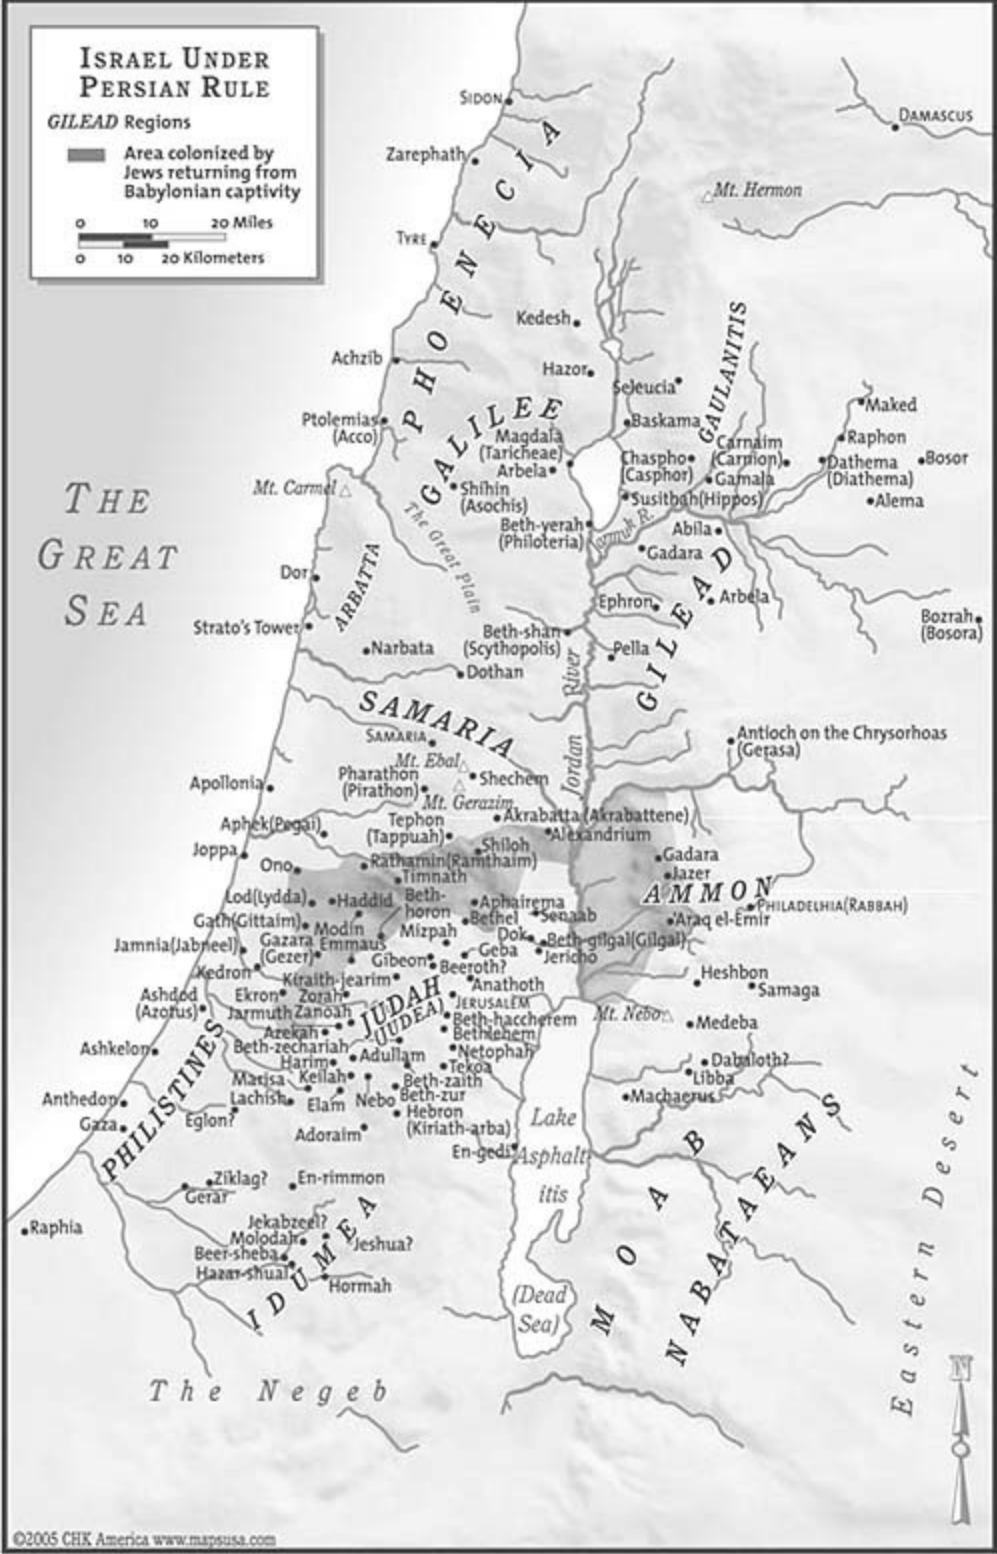 ISRAEL UNDER
PERSIAN RULE
GILEAD Regions
Area colonized by
Jews returning from
Babylonian captivity
0 10 20 Miles
0 10 20 Kilometers
SIDON
DAMASCUS
Zarephath
Mt. Hermon
TYRE
PHOENECIA
Kedesh
Achzib
Hazor
Seleucia
GAULANITIS
Maked
Ptolemias
(Acco)
GALILEE
Baskama
Magdala
(Taricheae)
Arbela
Raphon
Carnaim
(Carnion)
Chaspho
(Casphor)
Dathema
(Diathema)
Bosor
Gamala
Mt. Carmel
Shihin
(Asochis)
Susitbah(Hippos)
Alema
THE
GREAT
SEA
The Great Plain
Beth-yerah
(Philoteria)
Abila
Gadara
Dor
ARBATTA
Ephron
Arbela
GILEAD
Strato's Tower
Beth-shan
(Scythopolis)
Bozrah
(Bosora)
Narbata
Pella
Dothan
Jordan River
SAMARIA
SAMARIA
Antioch on the Chrysorhoas
(Gerasa)
Mt. Ebal
Pharathon
(Pirathon)
Shechem
Apollonia
Mt. Gerazim
Akrabatta (Akrabattene)
Aphek(Pegai)
Tephon
(Tappuah)
Alexandrium
Joppa
Shiloh
Ono
Rathamin(Ramthaim)
Gadara
Timnath
Jazer
AMMON
Lod(Lydda)
Haddid
Beth-
horon
Aphairema
PHILADELHIA(RABBAH)
Gath(Gittaim)
Modin
Bethel
Senaab
'Araq el-Emir
Mizpah
Dok
Beth-gilgal(Gilgal)
Jamnia(Jabneel)
Gazara
(Gezer)
Emmaus
Geba
Jericho
Gibeon
Beeroth?
Kedron
Kiraith-jearim
Anathoth
Heshbon
Samaga
Ekron
Zorah
JUDAH
(JUDEA)
JERUSALEM
Ashdod
(Azotus)
Jarmuth
Zanoah
Beth-haccherem
Mt. Nebo
Medeba
Azekah
Bethlehem
Ashkelon
Beth-zechariah
Netophah
Harim
Adullam
Tekoa
Dabaloth?
Libba
Marisa
Keilah
Beth-zaith
Machaerus
Anthedon
Lachish
Elam
Nebo
Beth-zur
Gaza
Eglon?
Hebron
(Kiriath-arba)
Adoraim
PHILISTINES
En-gedi
Lake
Asphalt
itis
Ziklag?
Gerar
En-rimmon
MOAB
NABATAEANS
Eastern Desert
Raphia
Jekabzeel?
Moladah
Jeshua?
Beer-sheba
Hazar-shual
Hormah
IDUMEA
(Dead
Sea)
The Negeb
N
©2005 CHK America www.mapsusa.com